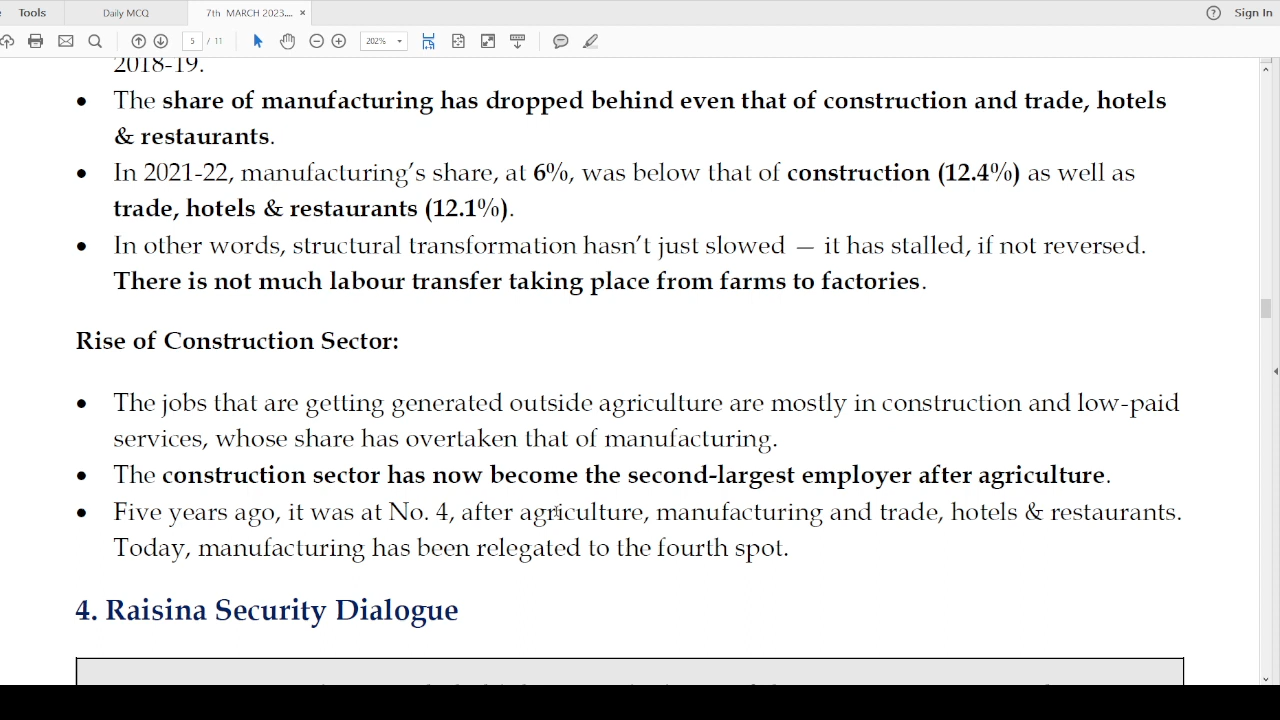 Tools
Daily MCQ
7th MARCH 2023....
×
?
Sign In
5 / 11
202%
2018-19.
• The share of manufacturing has dropped behind even that of construction and trade, hotels
& restaurants.
• In 2021-22, manufacturing’s share, at 6%, was below that of construction (12.4%) as well as
trade, hotels & restaurants (12.1%).
• In other words, structural transformation hasn’t just slowed — it has stalled, if not reversed.
There is not much labour transfer taking place from farms to factories.
Rise of Construction Sector:
• The jobs that are getting generated outside agriculture are mostly in construction and low-paid
services, whose share has overtaken that of manufacturing.
• The construction sector has now become the second-largest employer after agriculture.
• Five years ago, it was at No. 4, after agriculture, manufacturing and trade, hotels & restaurants.
Today, manufacturing has been relegated to the fourth spot.
4. Raisina Security Dialogue